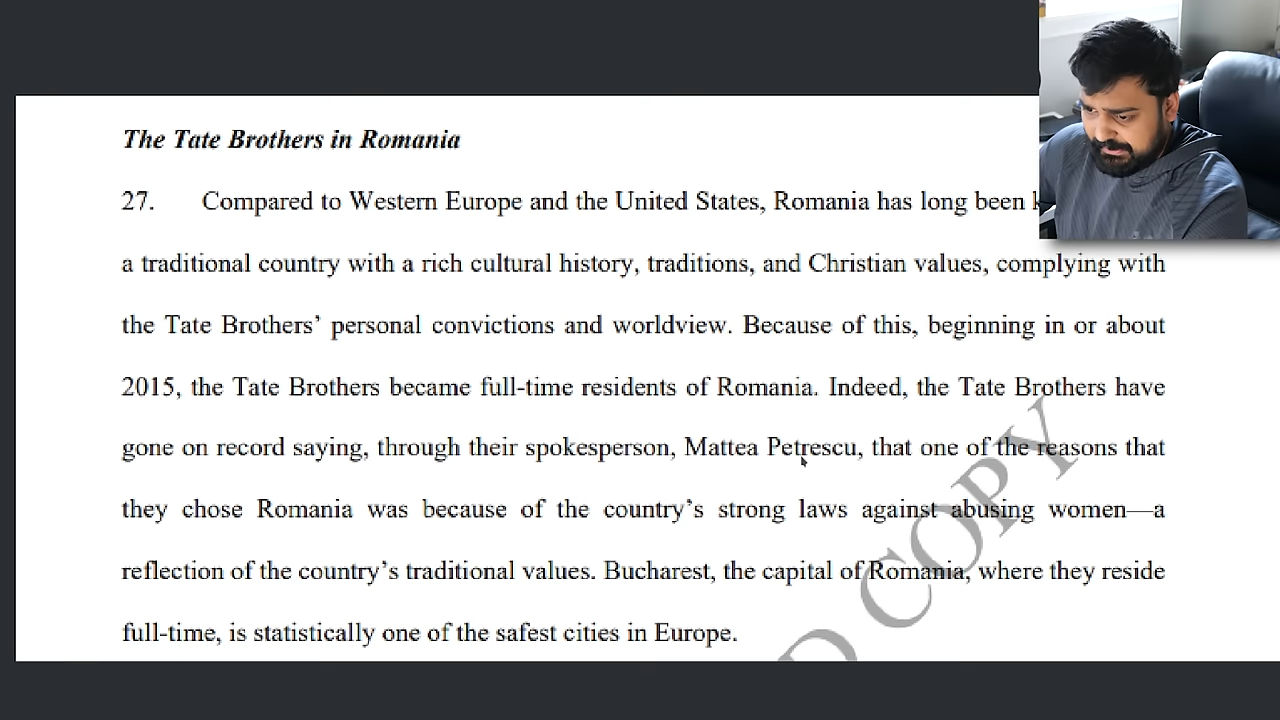 The Tate Brothers in Romania
27. Compared to Western Europe and the United States, Romania has long been
a traditional country with a rich cultural history, traditions, and Christian values, complying with
the Tate Brothers’ personal convictions and worldview. Because of this, beginning in or about
2015, the Tate Brothers became full-time residents of Romania. Indeed, the Tate Brothers have
gone on record saying, through their spokesperson, Mattea Petrescu, that one of the reasons that
they chose Romania was because of the country’s strong laws against abusing women—a
reflection of the country’s traditional values. Bucharest, the capital of Romania, where they reside
full-time, is statistically one of the safest cities in Europe.
COPY